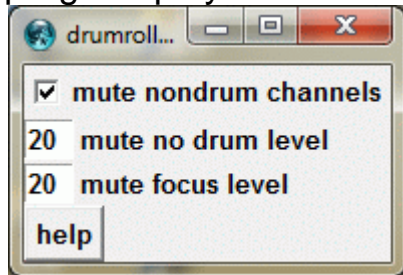 drumroll...
mute nondrum channels
20 mute no drum level
20 mute focus level
help